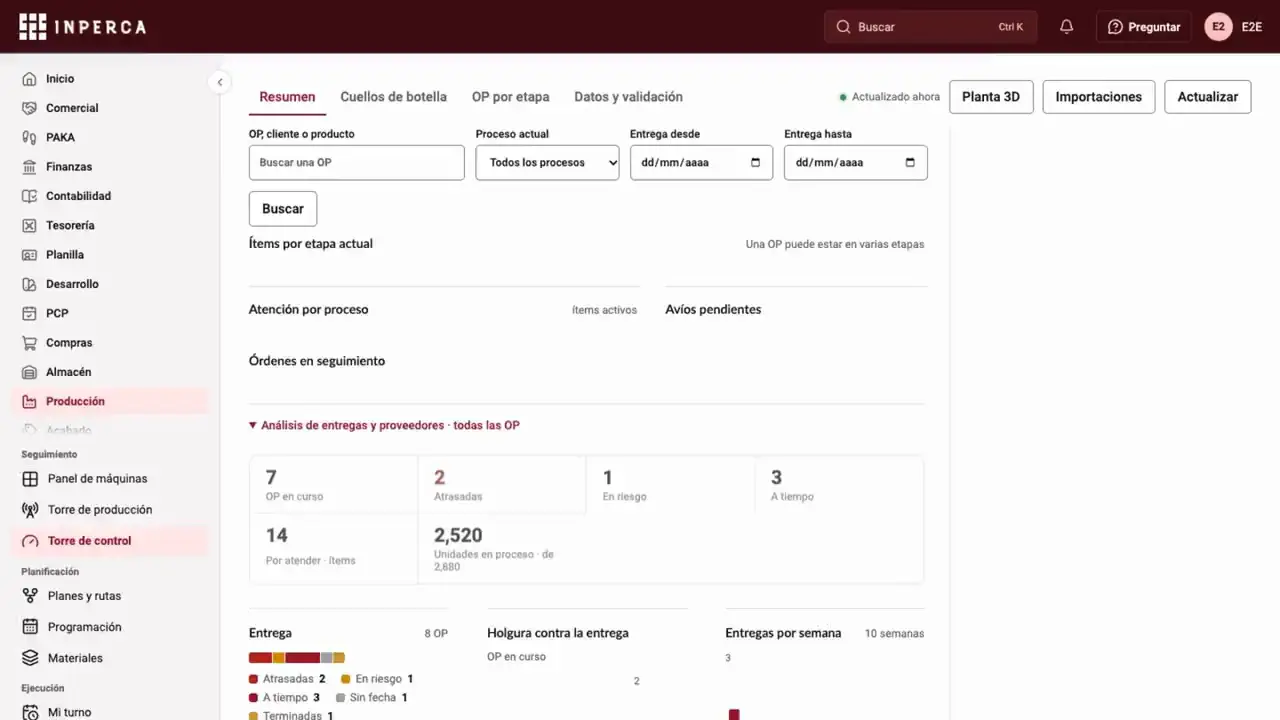 INPERCA
Buscar
Ctrl K
Preguntar
E2
E2E
Inicio
Comercial
PAKA
Finanzas
Contabilidad
Tesorería
Planilla
Desarrollo
PCP
Compras
Almacén
Producción
Acabado
Seguimiento
Panel de máquinas
Torre de producción
Torre de control
Planificación
Planes y rutas
Programación
Materiales
Ejecución
Mi turno
Resumen
Cuellos de botella
OP por etapa
Datos y validación
Actualizado ahora
Planta 3D
Importaciones
Actualizar
OP, cliente o producto
Proceso actual
Entrega desde
Entrega hasta
Buscar una OP
Todos los procesos
dd/mm/aaaa
dd/mm/aaaa
Buscar
Ítems por etapa actual
Una OP puede estar en varias etapas
Atención por proceso
ítems activos
Avíos pendientes
Órdenes en seguimiento
Análisis de entregas y proveedores · todas las OP
7
OP en curso
2
Atrasadas
1
En riesgo
3
A tiempo
14
Por atender · ítems
2,520
Unidades en proceso · de
2,680
Entrega
8 OP
Atrasadas 2
En riesgo 1
A tiempo 3
Sin fecha 1
Terminadas 1
Holgura contra la entrega
OP en curso
2
Entregas por semana
10 semanas
3